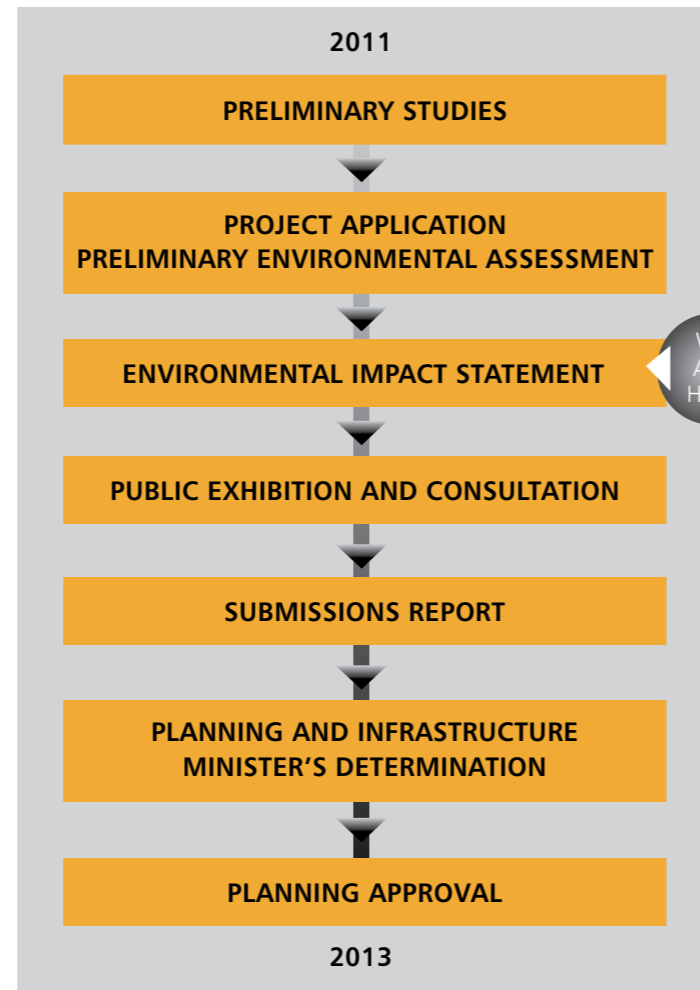 2011
PRELIMINARY STUDIES
PROJECT APPLICATION
PRELIMINARY ENVIRONMENTAL ASSESSMENT
ENVIRONMENTAL IMPACT STATEMENT
PUBLIC EXHIBITION AND CONSULTATION
SUBMISSIONS REPORT
PLANNING AND INFRASTRUCTURE
MINISTER'S DETERMINATION
PLANNING APPROVAL
2013